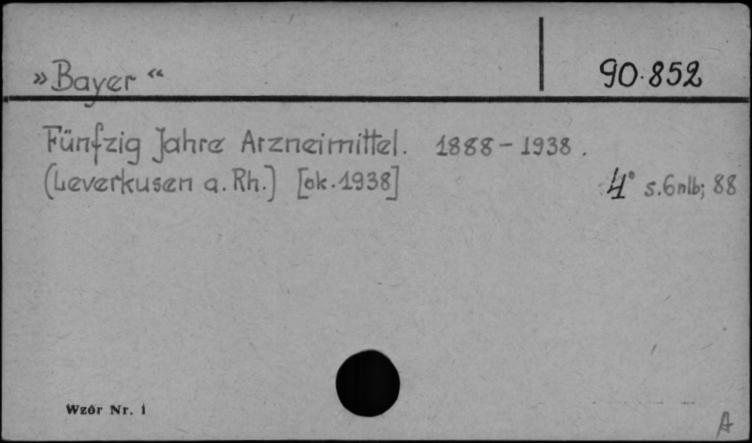 »Bayer“ 90.852
Fünfzig Jahre Arzneimittel. 1888-1938.
(Leverkusen a. Rh.) [ok. 1938]
4° s. 6nlb; 88
Wzór Nr. 1
A